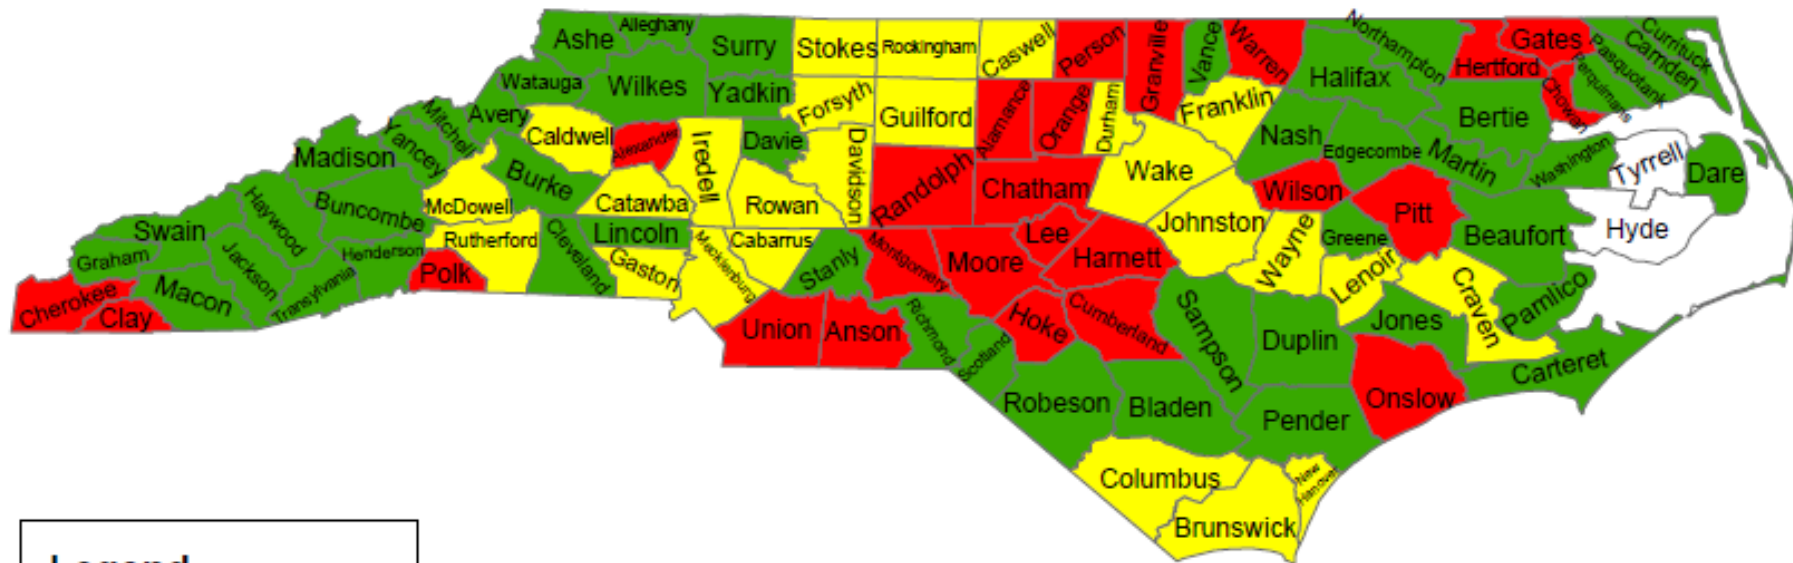 Ashe
Alleghany
Surry
Stokes
Rockingham
Caswell
Person
Granville
Vance
Warren
Northampton
Hertford
Gates
Pasquotank
Camden
Currituck
Perquimans
Chowan
Watauga
Wilkes
Yadkin
Forsyth
Guilford
Alamance
Orange
Durham
Franklin
Halifax
Bertie
Mitchell
Avery
Caldwell
Alexander
Iredell
Davie
Davidson
Randolph
Chatham
Wake
Nash
Edgecombe
Martin
Washington
Tyrrell
Dare
Madison
Yancey
Burke
McDowell
Catawba
Rowan
Johnston
Wilson
Pitt
Beaufort
Hyde
Swain
Haywood
Buncombe
Rutherford
Cleveland
Lincoln
Gaston
Mecklenburg
Cabarrus
Stanly
Montgomery
Moore
Lee
Harnett
Wayne
Greene
Lenoir
Craven
Pamlico
Graham
Jackson
Henderson
Transylvania
Polk
Cherokee
Clay
Macon
Union
Anson
Richmond
Scotland
Hoke
Cumberland
Sampson
Duplin
Jones
Carteret
Onslow
Robeson
Bladen
Pender
Columbus
New
Hanover
Brunswick
Legend